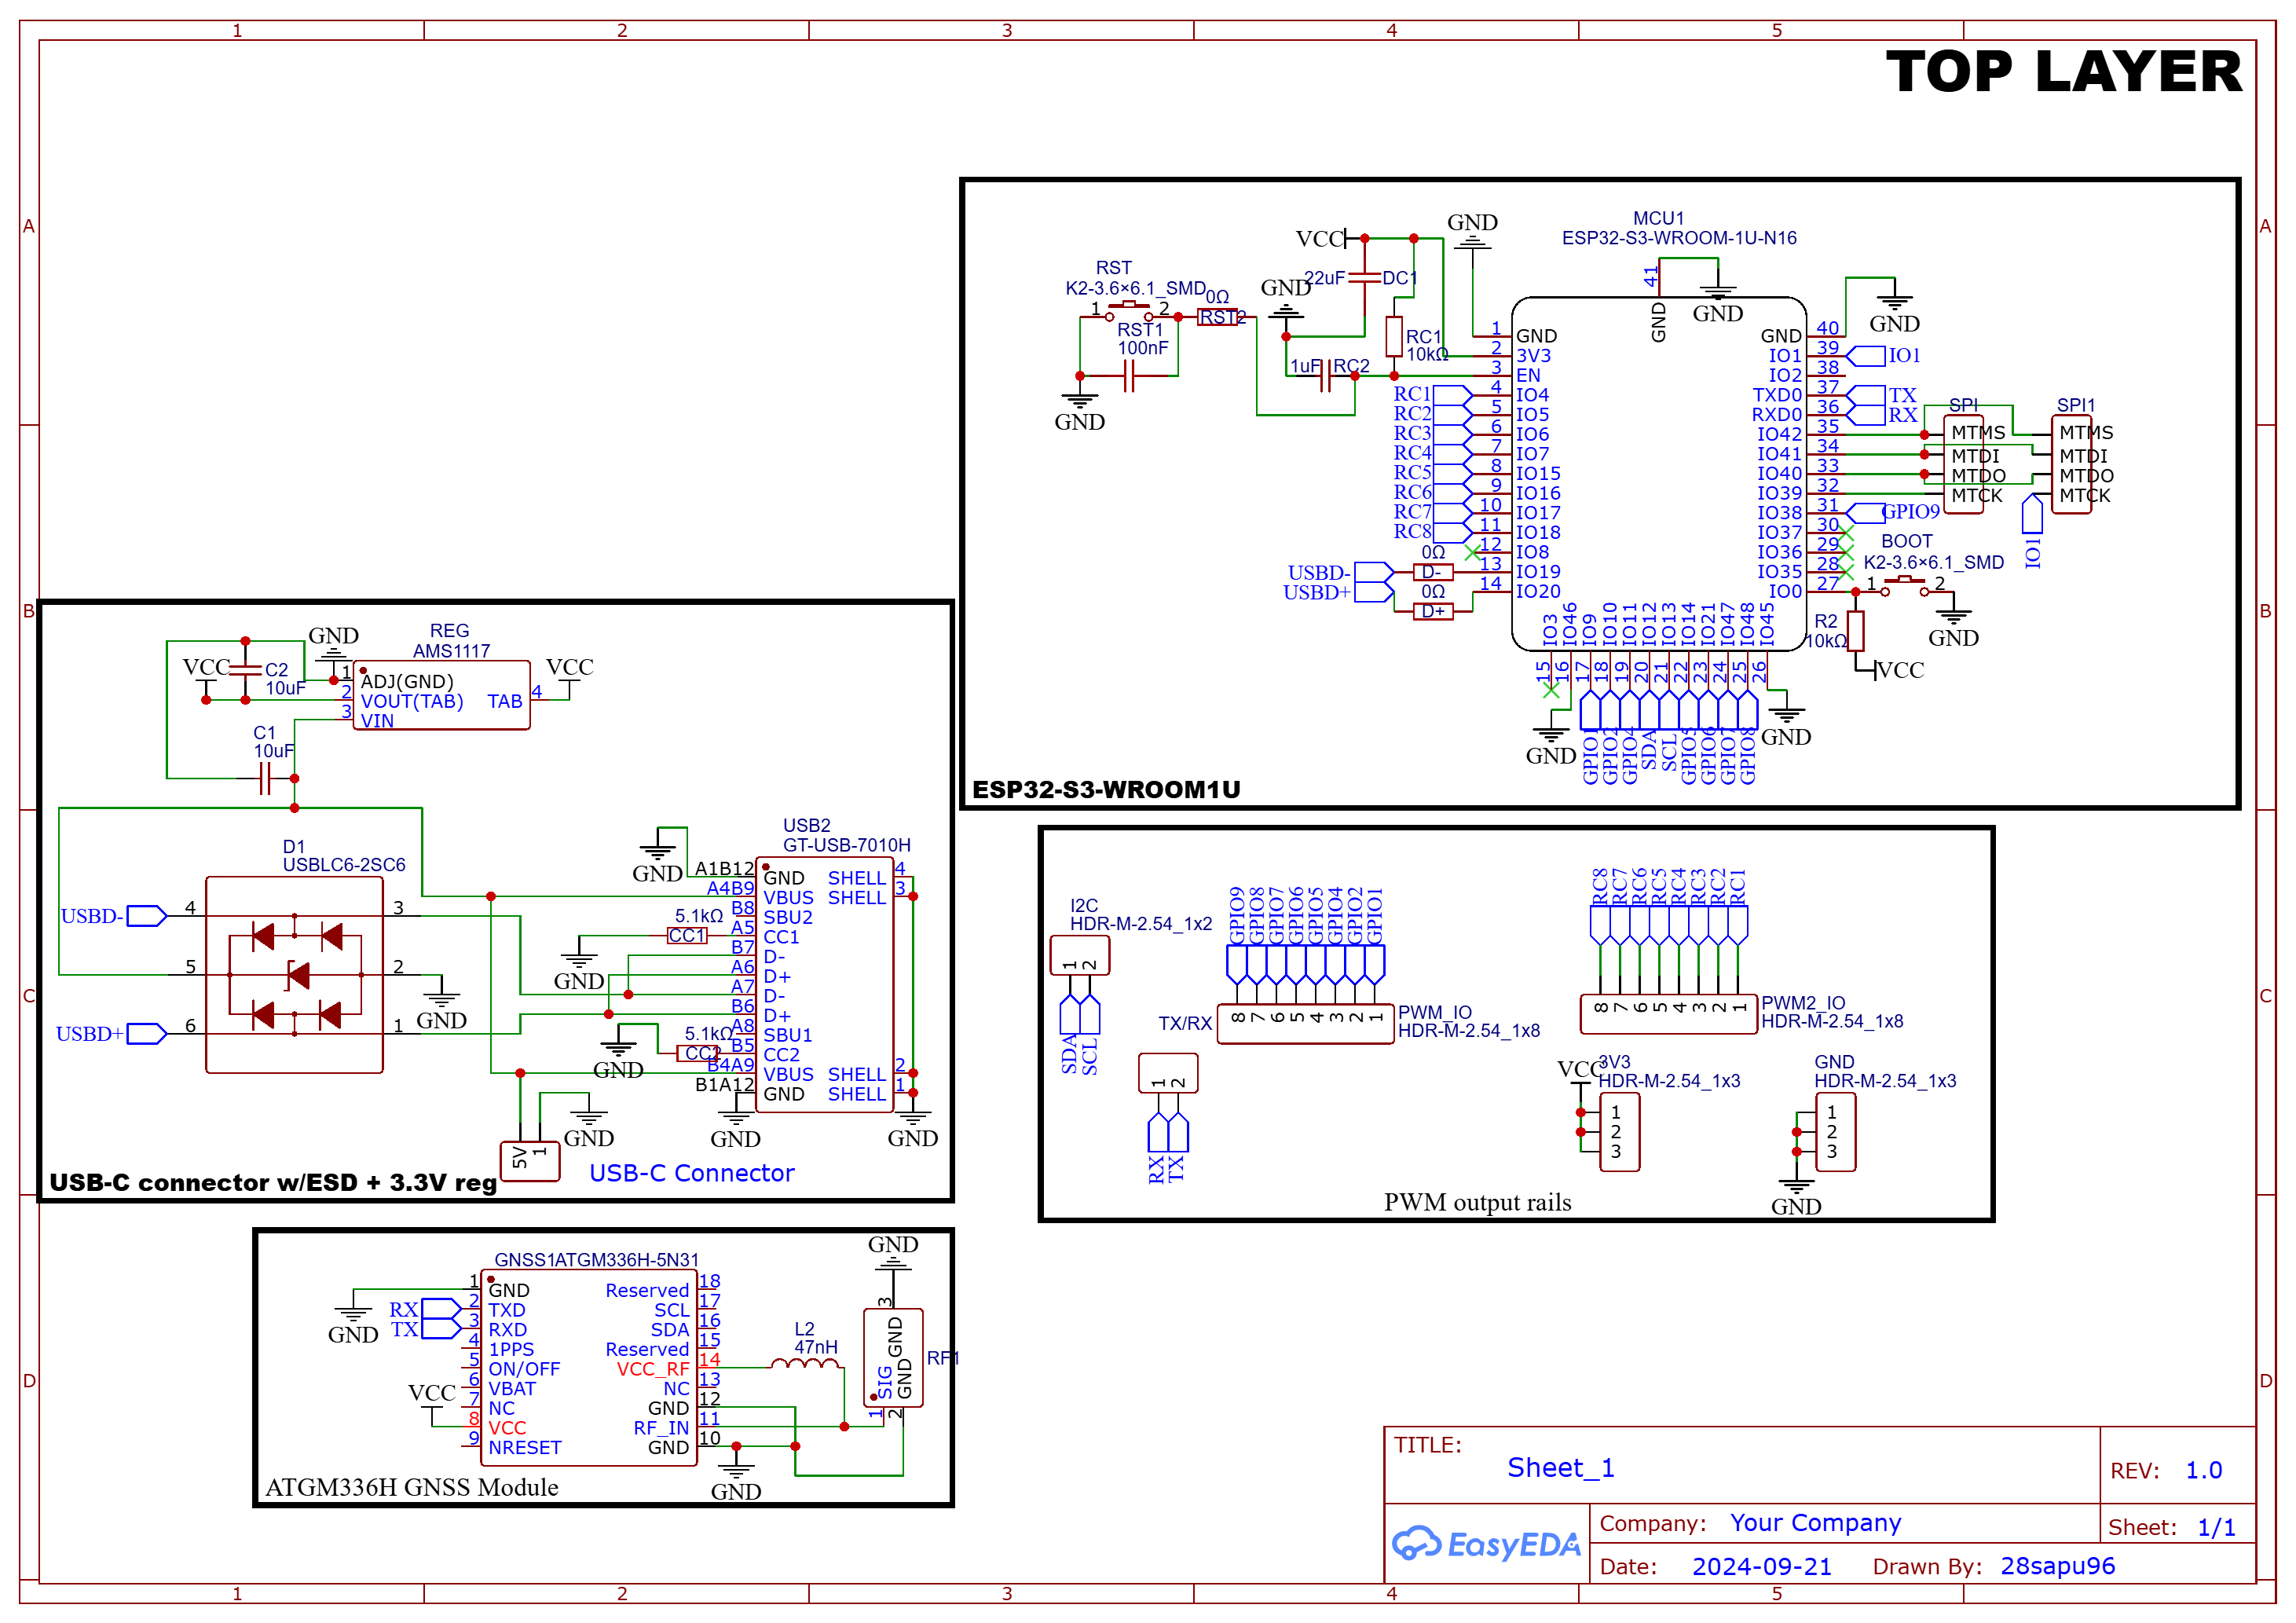 1 2 3 4 5
TOP LAYER
A
A
B
B
C
C
D
D
RST
K2-3.6×6.1_SMD
1 2
RST1
100nF
GND
0Ω
RST2
VCC
22uF DC1
GND
RC1
10kΩ
1uF RC2
GND
MCU1
ESP32-S3-WROOM-1U-N16
41
GND
GND
1 GND
2 3V3
3 EN
RC1 4 IO4
RC2 5 IO5
RC3 6 IO6
RC4 7 IO7
RC5 8 IO15
RC6 9 IO16
RC7 10 IO17
RC8 11 IO18
12 IO8
USBD- 0Ω D- 13 IO19
USBD+ 0Ω D+ 14 IO20
GND 40
GND
IO1 39 IO1
IO2 38
TXD0 37 TX
RXD0 36 RX
IO42 35
IO41 34
IO40 33
IO39 32
IO38 31 GPIO9
IO37 30
IO36 29
IO35 28
IO0 27
SPI
MTMS
MTDI
MTDO
MTCK
SPI1
MTMS
MTDI
MTDO
MTCK
IO1
BOOT
K2-3.6×6.1_SMD
1 2
GND
R2
10kΩ
VCC
IO3 IO46 IO9 IO10 IO11 IO12 IO13 IO14 IO21 IO47 IO48 IO45
15 16 17 18 19 20 21 22 23 24 25 26
GND
GPIO1 GPIO2 GPIO4 SDA SCL GPIO5 GPIO6 GPIO7 GPIO8
GND
ESP32-S3-WROOM1U
GND
REG
AMS1117
VCC
C2
10uF
1 ADJ(GND)
2 VOUT(TAB)
3 VIN
TAB 4
VCC
C1
10uF
D1
USBLC6-2SC6
USBD- 4 3
5 2
USBD+ 6 1
GND
USB2
GT-USB-7010H
GND
A1B12 GND
A4B9 VBUS
B8 SBU2
A5 CC1
B7 D-
A6 D+
A7 D-
B6 D+
A8 SBU1
B5 CC2
B4A9 VBUS
B1A12 GND
SHELL 4
SHELL 3
SHELL 2
SHELL 1
5.1kΩ
CC1
GND
5.1kΩ
CC2
GND
GND
GND
GND
5V 1
USB-C Connector
USB-C connector w/ESD + 3.3V reg
I2C
HDR-M-2.54_1x2
1 2
SDA SCL
GPIO9 GPIO8 GPIO7 GPIO6 GPIO5 GPIO4 GPIO2 GPIO1
8 7 6 5 4 3 2 1
PWM_IO
HDR-M-2.54_1x8
TX/RX
1 2
RX TX
RC8 RC7 RC6 RC5 RC4 RC3 RC2 RC1
8 7 6 5 4 3 2 1
PWM2_IO
HDR-M-2.54_1x8
VCC
3V3
HDR-M-2.54_1x3
1
2
3
GND
HDR-M-2.54_1x3
1
2
3
GND
PWM output rails
GNSS1ATGM336H-5N31
GND
1 GND
RX 2 TXD
TX 3 RXD
4 1PPS
5 ON/OFF
6 VBAT
7 NC
VCC
8 VCC
9 NRESET
Reserved 18
SCL 17
SDA 16
Reserved 15
VCC_RF 14
NC 13
GND 12
RF_IN 11
GND 10
GND
L2
47nH
GND
3
GND
SIG GND
1 2
RF1
ATGM336H GNSS Module
TITLE:
Sheet_1
REV: 1.0
EasyEDA
Company: Your Company
Sheet: 1/1
Date: 2024-09-21 Drawn By: 28sapu96
1 2 3 4 5